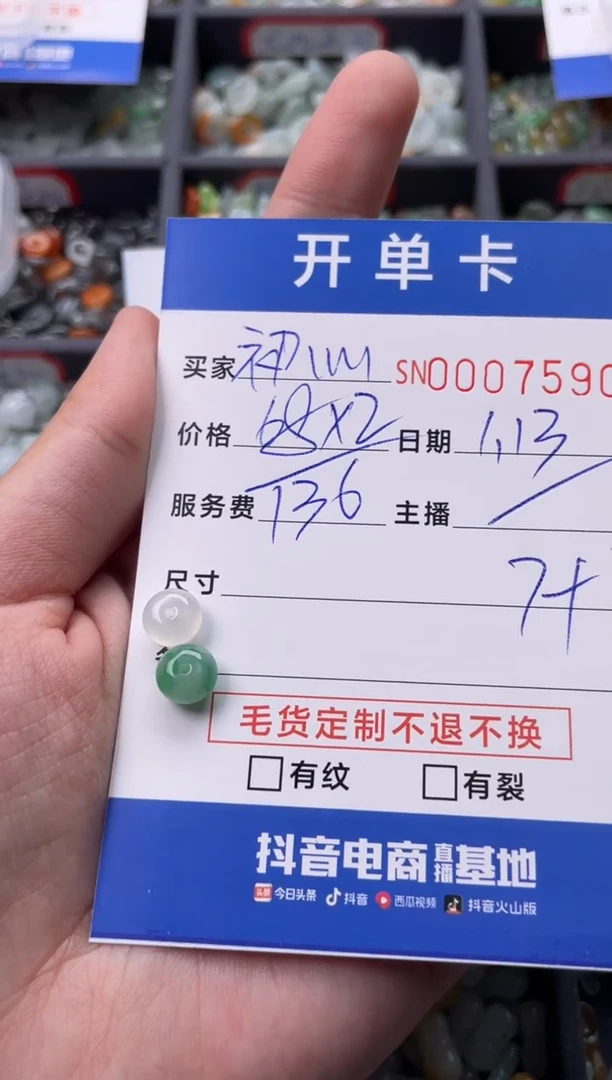 开单卡
买家 SN0007590
价格 68X2 日期 1.13
服务费 136 主播
尺寸
7+
毛货定制不退不换
有纹 有裂
抖音电商直播基地
头条 今日头条 抖音 西瓜视频 抖音火山版